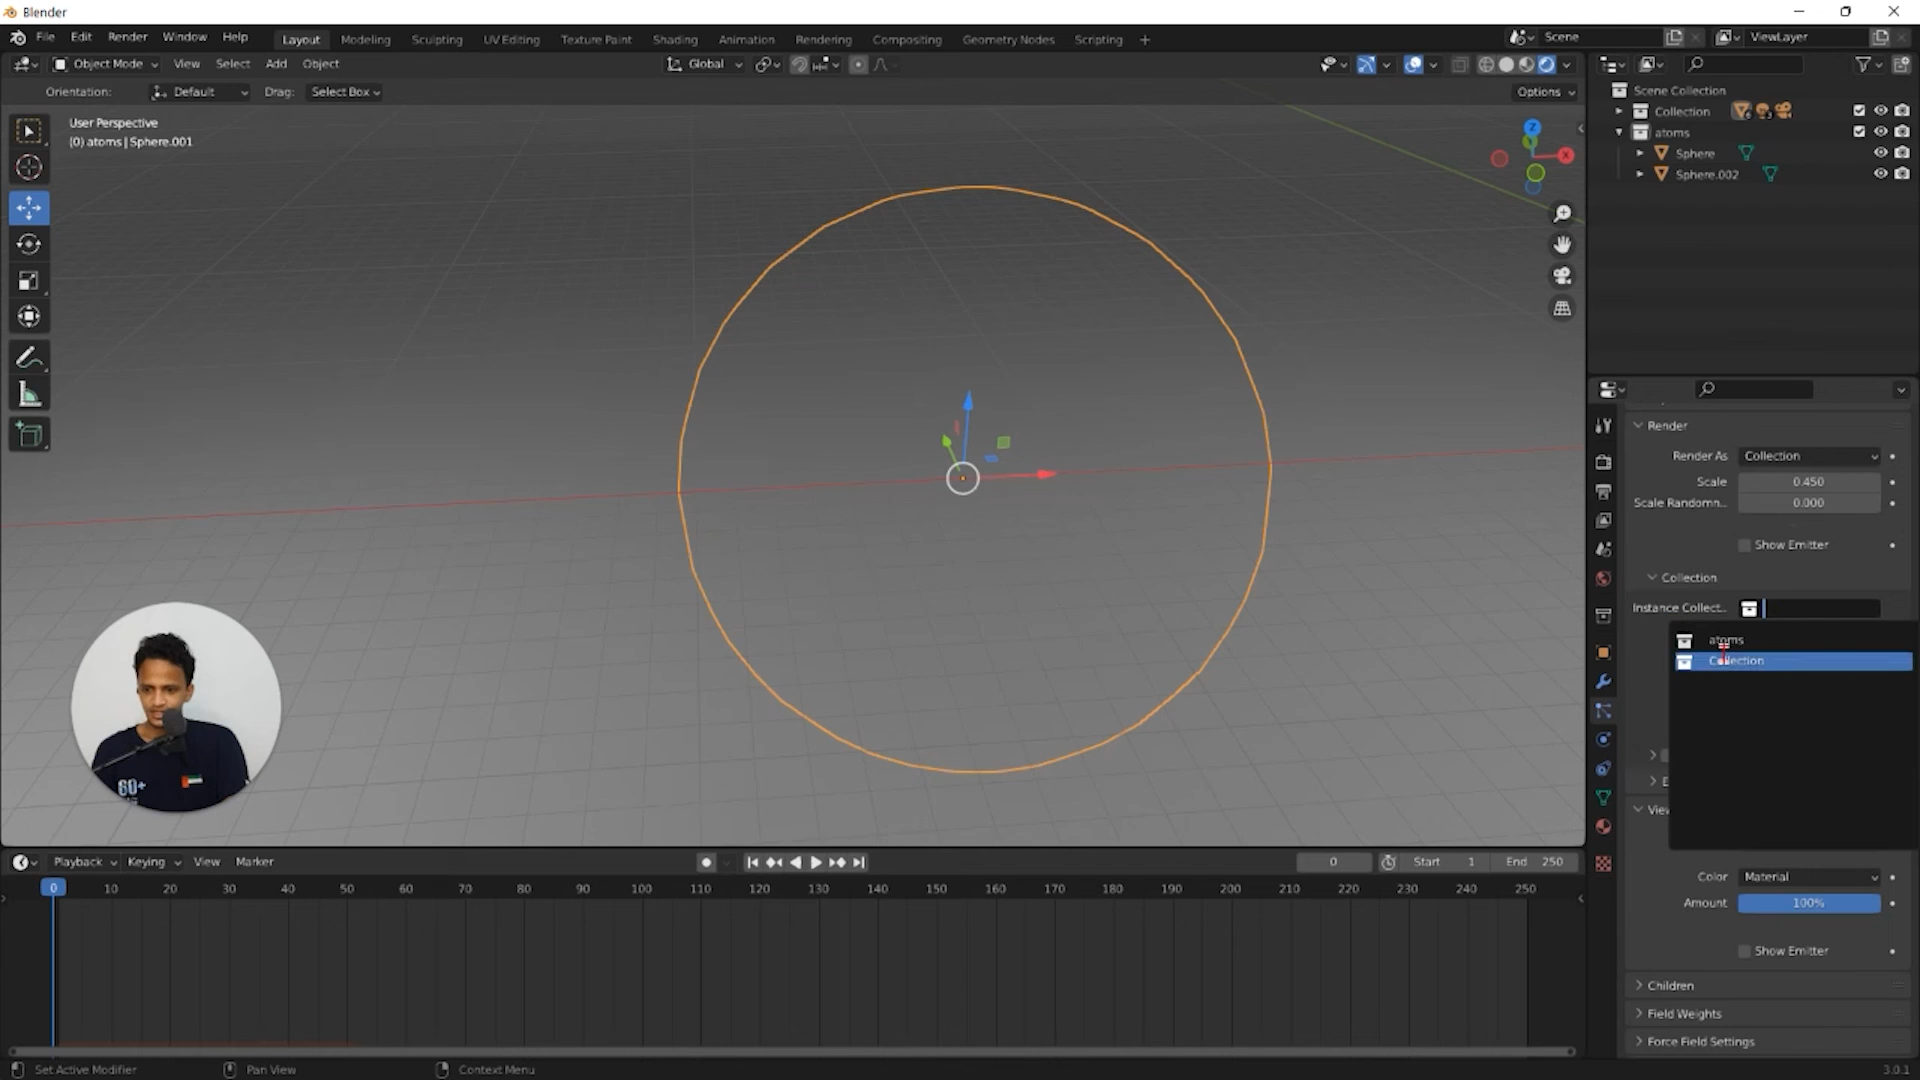 Blender
File Edit Render Window Help Layout Modeling Sculpting UV Editing Texture Paint Shading Animation Rendering Compositing Geometry Nodes Scripting + Scene ViewLayer
Object Mode View Select Add Object Global
Orientation: Default Drag: Select Box Options
User Perspective
(0) atoms | Sphere.001
Z
X
Scene Collection
Collection
atoms
Sphere
Sphere.002
Render
Render As Collection
Scale 0.450
Scale Randomn.. 0.000
Show Emitter
Collection
Instance Collect..
atoms
Collection
View
Color Material
Amount 100%
Show Emitter
Children
Field Weights
Force Field Settings
60+
Playback Keying View Marker 0 Start 1 End 250
0 10 20 30 40 50 60 70 80 90 100 110 120 130 140 150 160 170 180 190 200 210 220 230 240 250
Set Active Modifier Pan View Context Menu 3.0.1